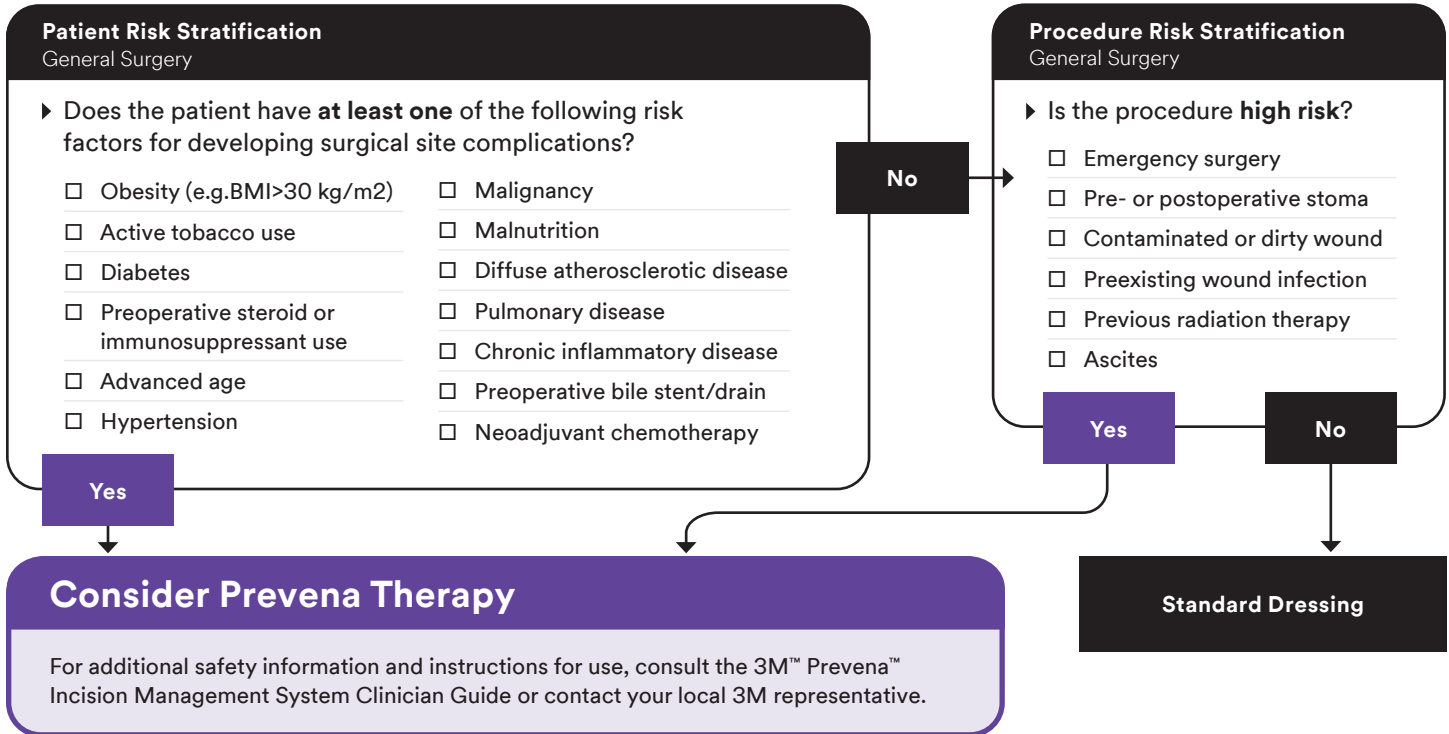 Patient Risk Stratification
General Surgery
Does the patient have at least one of the following risk
factors for developing surgical site complications?
☐ Obesity (e.g.BMI>30 kg/m2)
☐ Active tobacco use
☐ Diabetes
☐ Preoperative steroid or
immunosuppressant use
☐ Advanced age
☐ Hypertension
☐ Malignancy
☐ Malnutrition
☐ Diffuse atherosclerotic disease
☐ Pulmonary disease
☐ Chronic inflammatory disease
☐ Preoperative bile stent/drain
☐ Neoadjuvant chemotherapy
Yes
No
Procedure Risk Stratification
General Surgery
Is the procedure high risk?
☐ Emergency surgery
☐ Pre- or postoperative stoma
☐ Contaminated or dirty wound
☐ Preexisting wound infection
☐ Previous radiation therapy
☐ Ascites
Yes
No
Consider Prevena Therapy
For additional safety information and instructions for use, consult the 3M™ Prevena™
Incision Management System Clinician Guide or contact your local 3M representative.
Standard Dressing